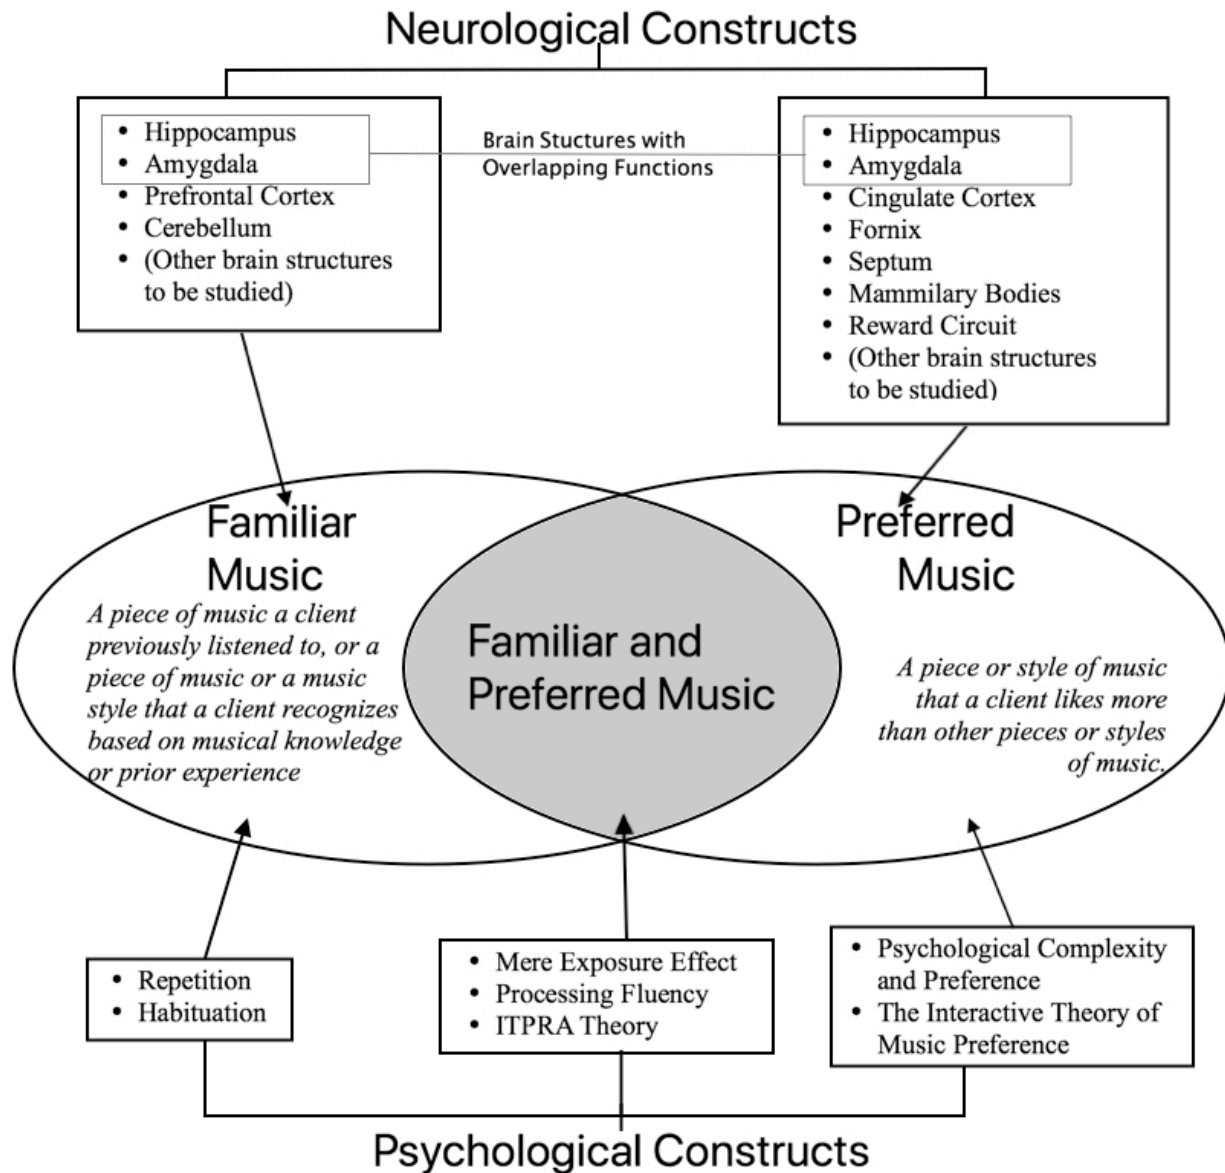 Neurological Constructs
• Hippocampus
• Amygdala
• Prefrontal Cortex
• Cerebellum
• (Other brain structures
to be studied)
Brain Stuctures with
Overlapping Functions
• Hippocampus
• Amygdala
• Cingulate Cortex
• Fornix
• Septum
• Mammilary Bodies
• Reward Circuit
• (Other brain structures
to be studied)
Familiar
Music
A piece of music a client
previously listened to, or a
piece of music or a music
style that a client recognizes
based on musical knowledge
or prior experience
Familiar and
Preferred Music
Preferred
Music
A piece or style of music
that a client likes more
than other pieces or styles
of music.
• Repetition
• Habituation
• Mere Exposure Effect
• Processing Fluency
• ITPRA Theory
• Psychological Complexity
and Preference
• The Interactive Theory of
Music Preference
Psychological Constructs